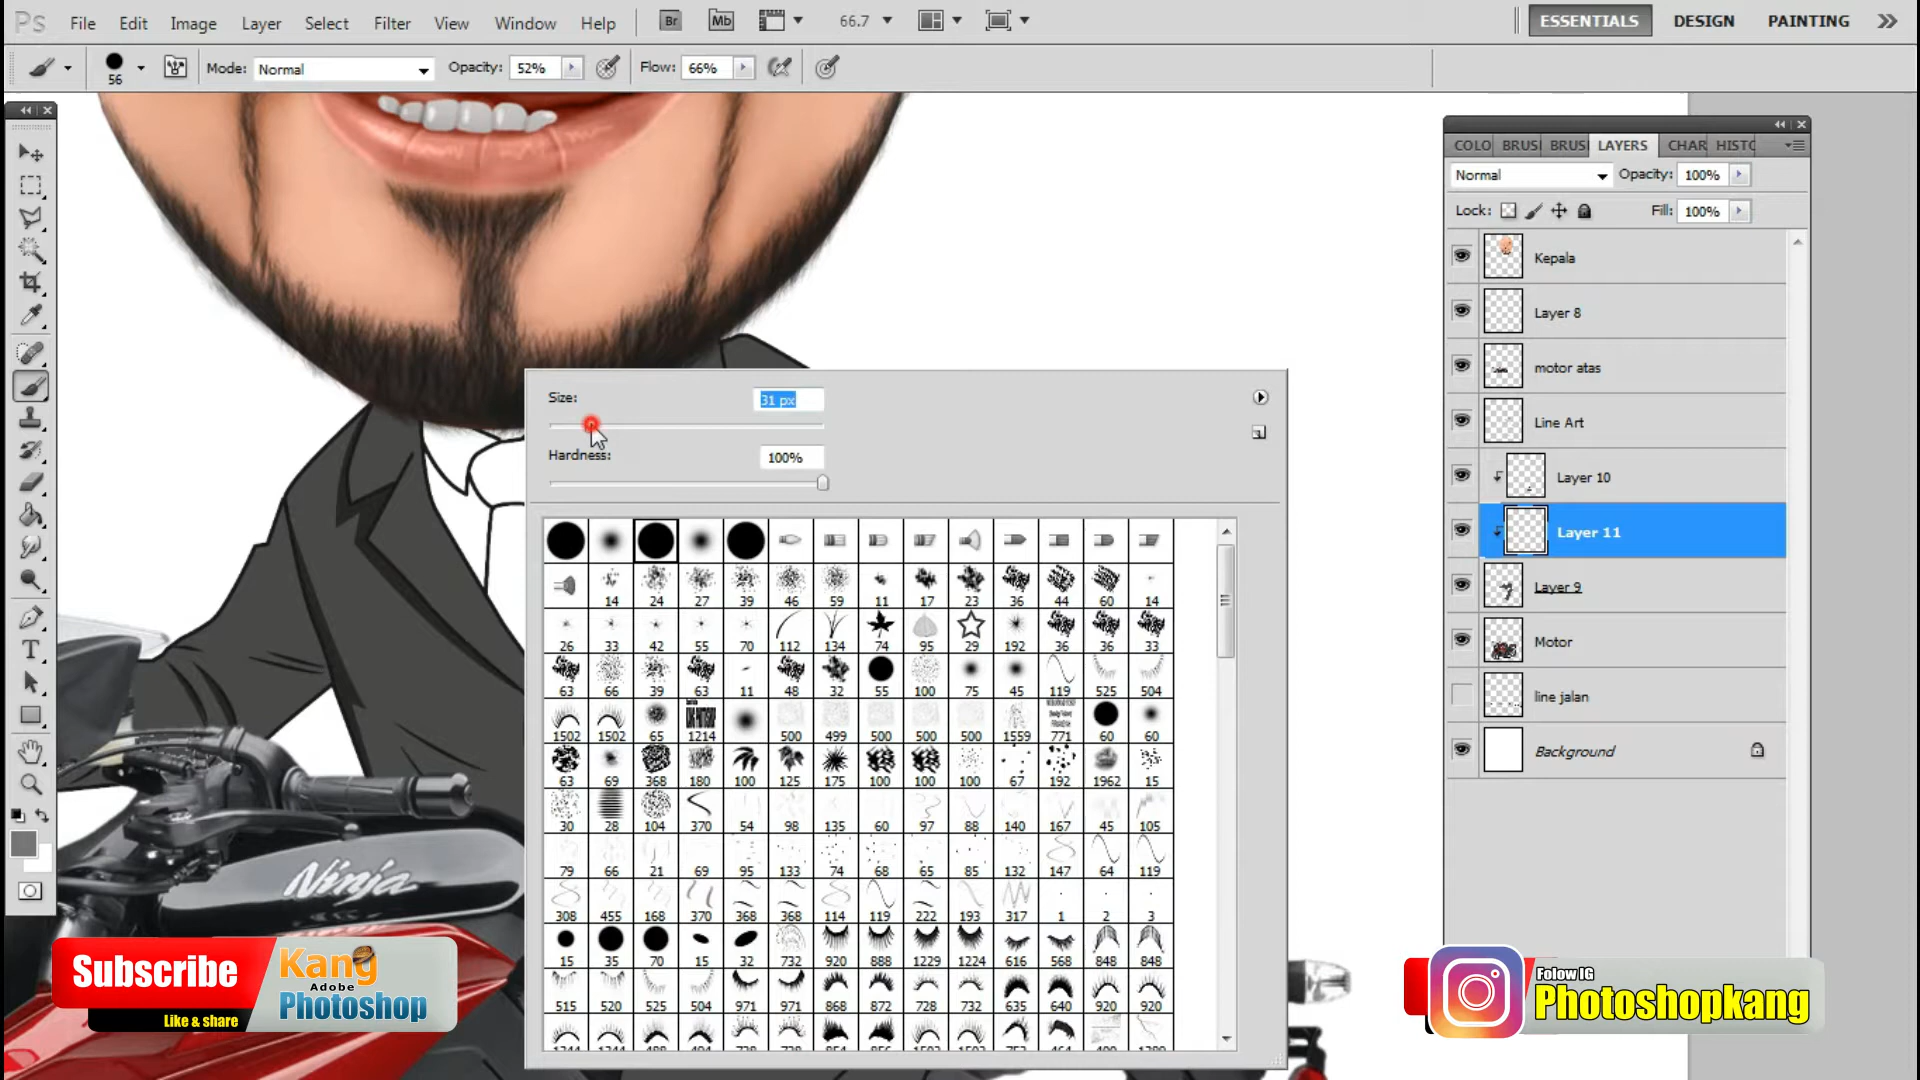 Ps File Edit Image Layer Select Filter View Window Help Br Mb 66.7 ESSENTIALS DESIGN PAINTING
56 Mode: Normal Opacity: 52% Flow: 66%
COLO BRUSI BRUSI LAYERS CHAR HISTO
Normal Opacity: 100%
Lock: Fill: 100%
Kepala
Layer 8
motor atas
Line Art
Layer 10
Layer 11
Layer 9
Motor
line jalan
Background
Size: 31 px
Hardness: 100%
14 24 27 39 46 59 11 17 23 36 44 60 14
26 33 42 55 70 112 134 74 95 29 192 36 36 33
63 66 39 63 11 48 32 55 100 75 45 119 525 504
1502 1502 65 1214 500 499 500 500 500 1559 771 60 60
63 69 368 180 100 125 175 100 100 100 67 192 1962 15
30 28 104 370 54 98 135 60 97 88 140 167 45 105
79 66 21 69 95 133 74 68 65 85 132 147 64 119
308 455 168 370 368 368 114 119 222 193 317 1 2 3
15 35 70 15 32 732 920 888 1229 1224 616 568 848 848
515 520 525 504 971 971 868 872 728 732 635 640 920 920
T
Ninja
Subscribe
Like & share
Kang
Adobe
Photoshop
Folow IG
Photoshopkang